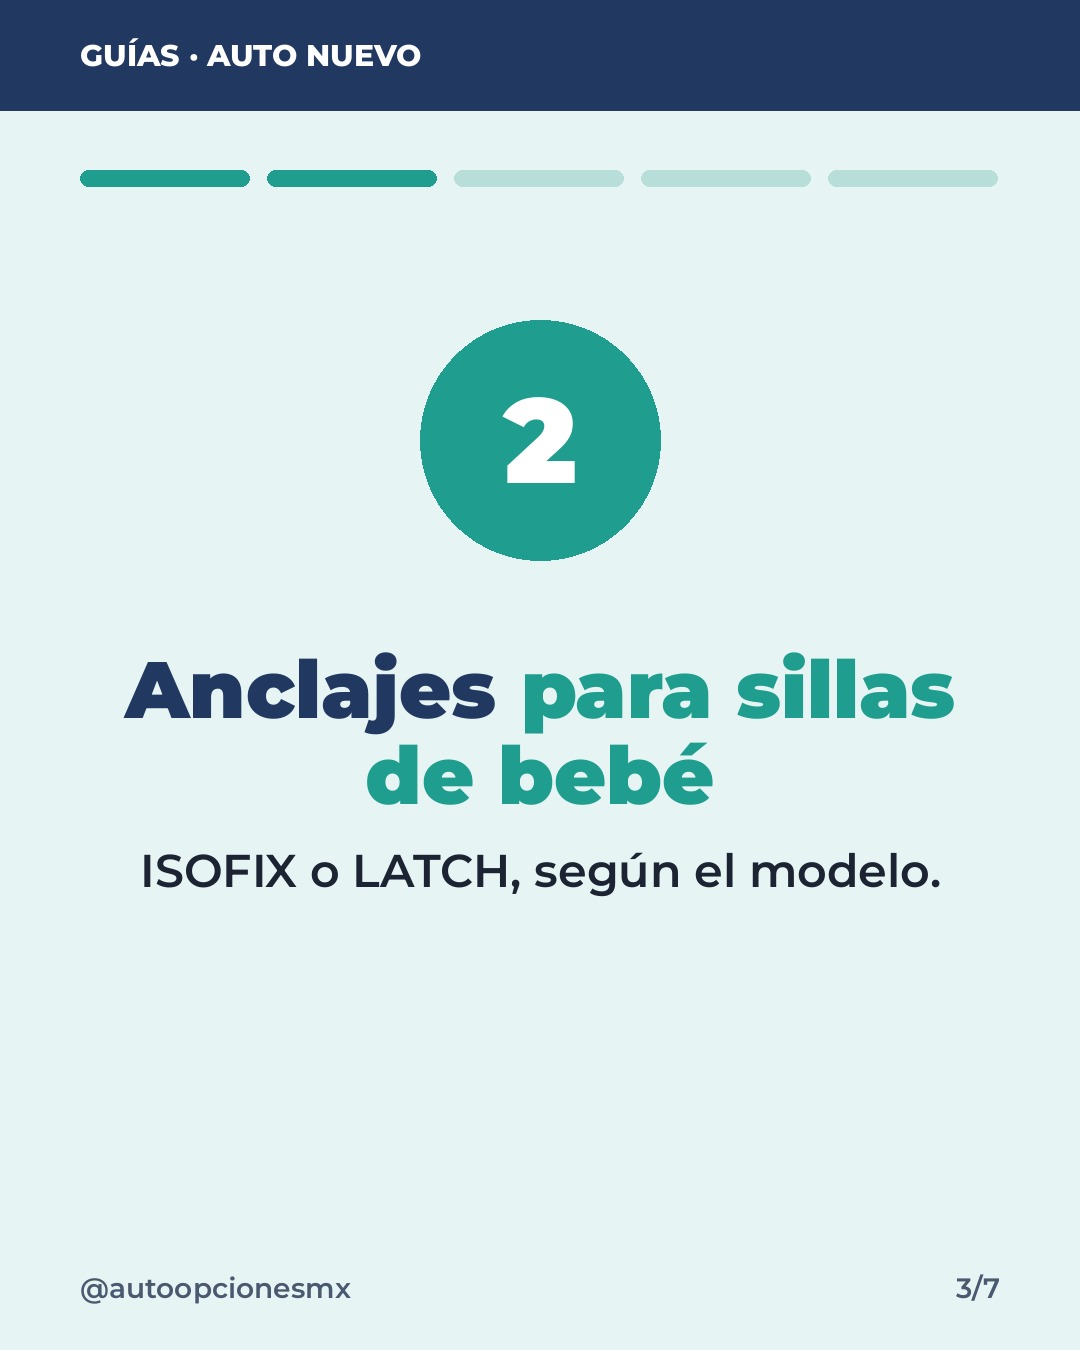 GUÍAS · AUTO NUEVO
2
Anclajes para sillas
de bebé
ISOFIX o LATCH, según el modelo.
@autoopcionesmx
3/7